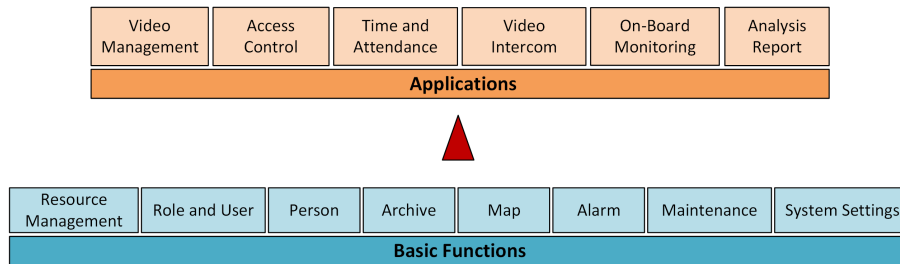 Video
Management
Access
Control
Time and
Attendance
Video
Intercom
On-Board
Monitoring
Analysis
Report
Applications
Resource
Management
Role and User
Person
Archive
Map
Alarm
Maintenance
System Settings
Basic Functions